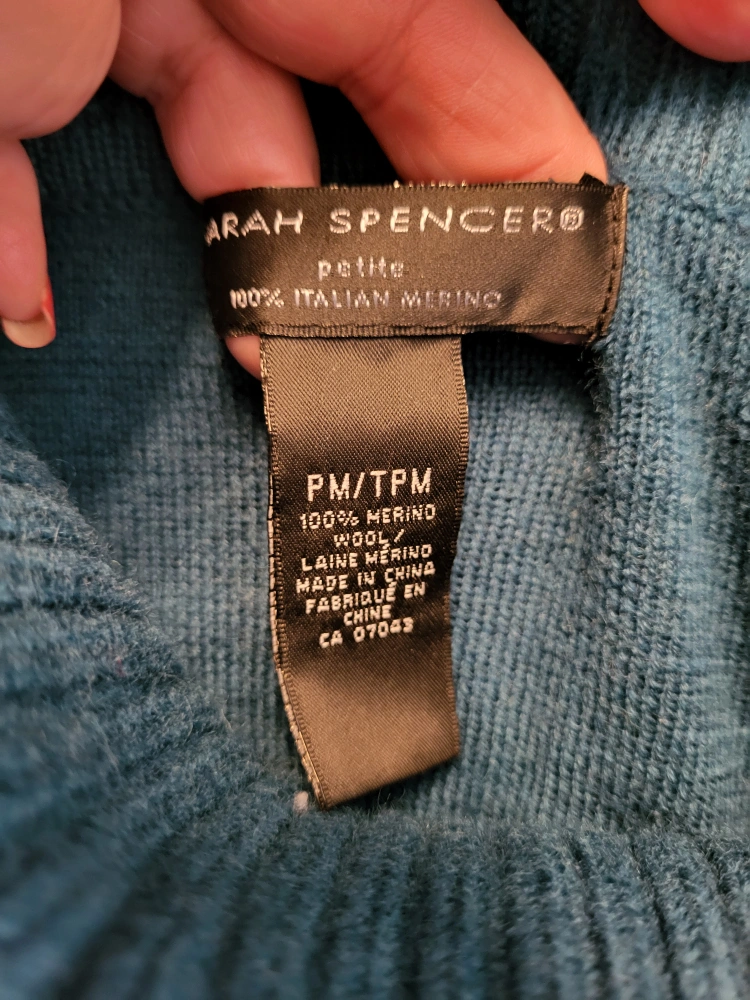 ARAH SPENCER®
petite
100% ITALIAN MERINO
PM/TPM
100% MERINO
WOOL/
LAINE MÉRINO
MADE IN CHINA
FABRIQUÉ EN
CHINE
CA 07043